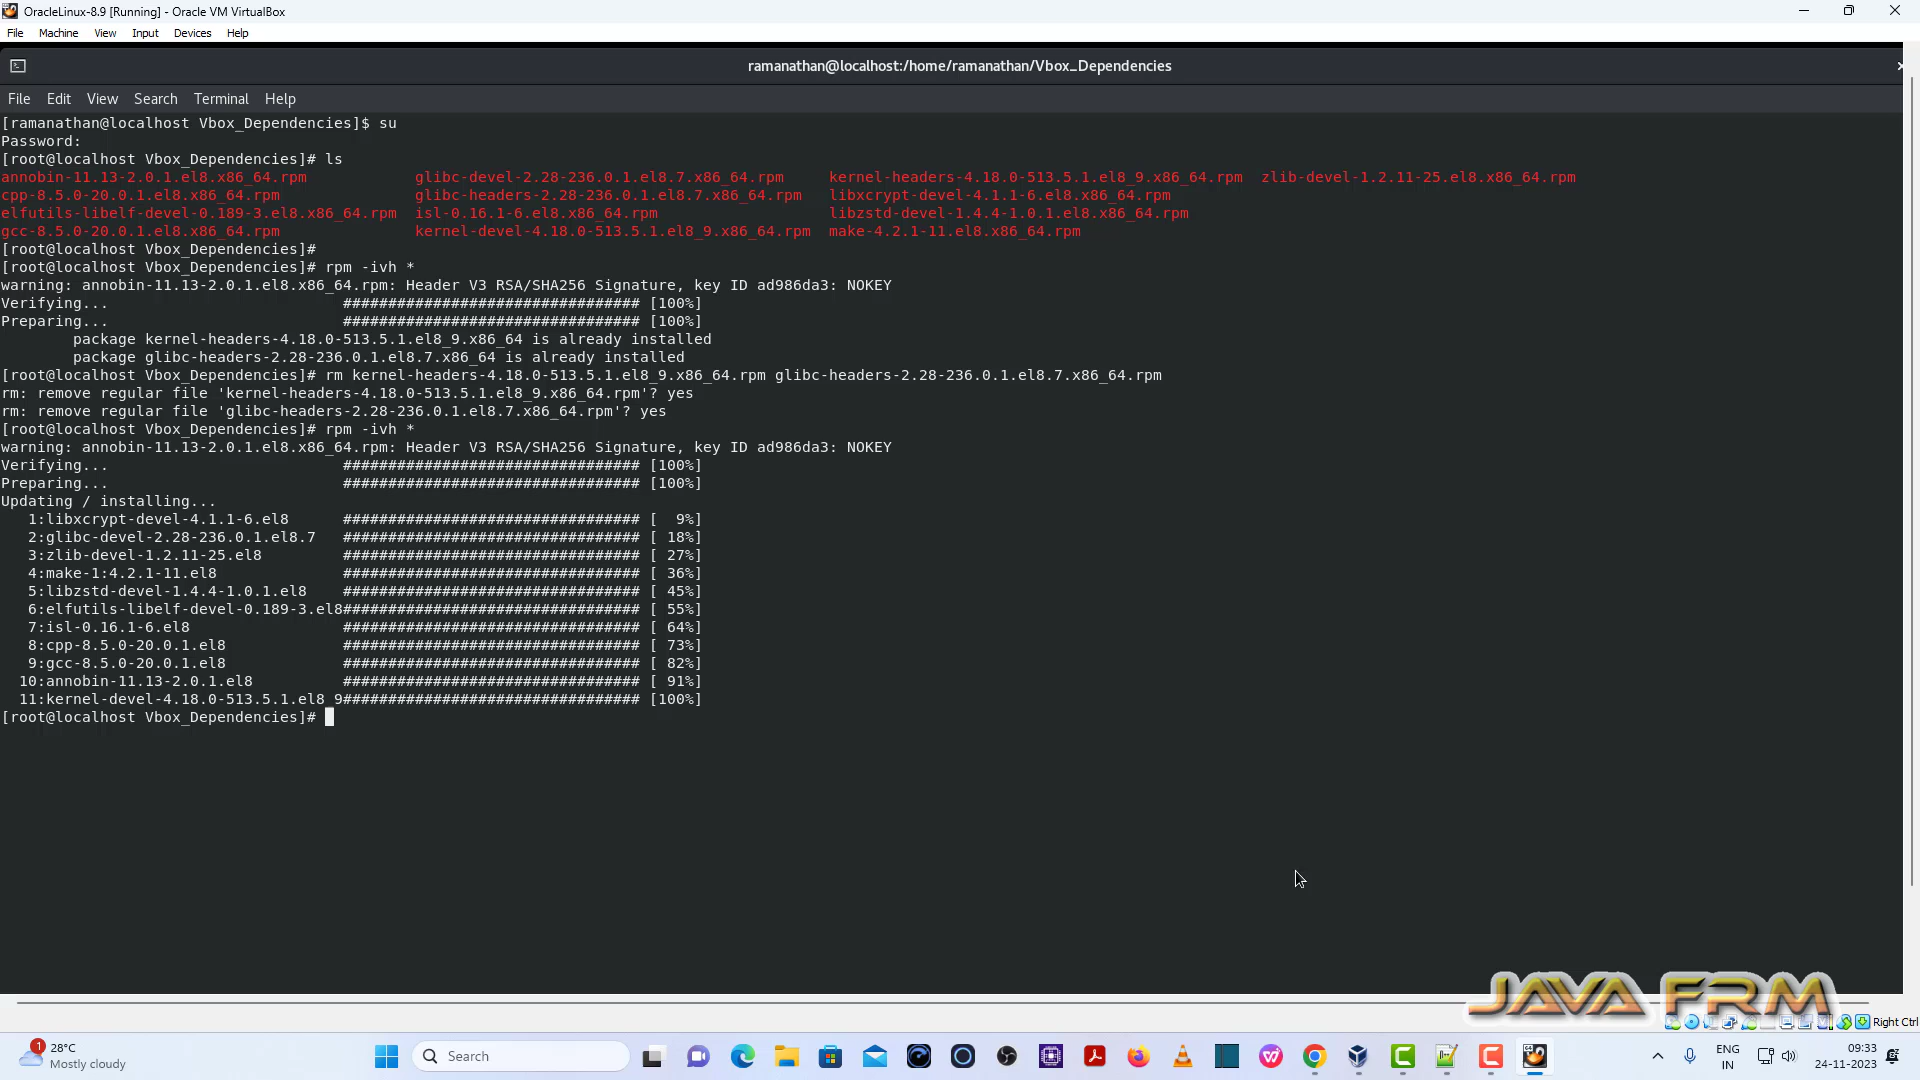 OracleLinux-8.9 [Running] - Oracle VM VirtualBox
File Machine View Input Devices Help
ramanathan@localhost:/home/ramanathan/Vbox_Dependencies
File Edit View Search Terminal Help
[ramanathan@localhost Vbox_Dependencies]$ su
Password:
[root@localhost Vbox_Dependencies]# ls
annobin-11.13-2.0.1.el8.x86_64.rpm glibc-devel-2.28-236.0.1.el8.7.x86_64.rpm kernel-headers-4.18.0-513.5.1.el8_9.x86_64.rpm zlib-devel-1.2.11-25.el8.x86_64.rpm
cpp-8.5.0-20.0.1.el8.x86_64.rpm glibc-headers-2.28-236.0.1.el8.7.x86_64.rpm libxcrypt-devel-4.1.1-6.el8.x86_64.rpm
elfutils-libelf-devel-0.189-3.el8.x86_64.rpm isl-0.16.1-6.el8.x86_64.rpm libzstd-devel-1.4.4-1.0.1.el8.x86_64.rpm
gcc-8.5.0-20.0.1.el8.x86_64.rpm kernel-devel-4.18.0-513.5.1.el8_9.x86_64.rpm make-4.2.1-11.el8.x86_64.rpm
[root@localhost Vbox_Dependencies]#
[root@localhost Vbox_Dependencies]# rpm -ivh *
warning: annobin-11.13-2.0.1.el8.x86_64.rpm: Header V3 RSA/SHA256 Signature, key ID ad986da3: NOKEY
Verifying... ################################# [100%]
Preparing... ################################# [100%]
package kernel-headers-4.18.0-513.5.1.el8_9.x86_64 is already installed
package glibc-headers-2.28-236.0.1.el8.7.x86_64 is already installed
[root@localhost Vbox_Dependencies]# rm kernel-headers-4.18.0-513.5.1.el8_9.x86_64.rpm glibc-headers-2.28-236.0.1.el8.7.x86_64.rpm
rm: remove regular file 'kernel-headers-4.18.0-513.5.1.el8_9.x86_64.rpm'? yes
rm: remove regular file 'glibc-headers-2.28-236.0.1.el8.7.x86_64.rpm'? yes
[root@localhost Vbox_Dependencies]# rpm -ivh *
warning: annobin-11.13-2.0.1.el8.x86_64.rpm: Header V3 RSA/SHA256 Signature, key ID ad986da3: NOKEY
Verifying... ################################# [100%]
Preparing... ################################# [100%]
Updating / installing...
1:libxcrypt-devel-4.1.1-6.el8 ################################# [ 9%]
2:glibc-devel-2.28-236.0.1.el8.7 ################################# [ 18%]
3:zlib-devel-1.2.11-25.el8 ################################# [ 27%]
4:make-1:4.2.1-11.el8 ################################# [ 36%]
5:libzstd-devel-1.4.4-1.0.1.el8 ################################# [ 45%]
6:elfutils-libelf-devel-0.189-3.el8################################# [ 55%]
7:isl-0.16.1-6.el8 ################################# [ 64%]
8:cpp-8.5.0-20.0.1.el8 ################################# [ 73%]
9:gcc-8.5.0-20.0.1.el8 ################################# [ 82%]
10:annobin-11.13-2.0.1.el8 ################################# [ 91%]
11:kernel-devel-4.18.0-513.5.1.el8_9################################# [100%]
[root@localhost Vbox_Dependencies]#
JAVA FRM
Right Ctrl
1
28°C
Mostly cloudy
Search
ENG
IN
09:33
24-11-2023